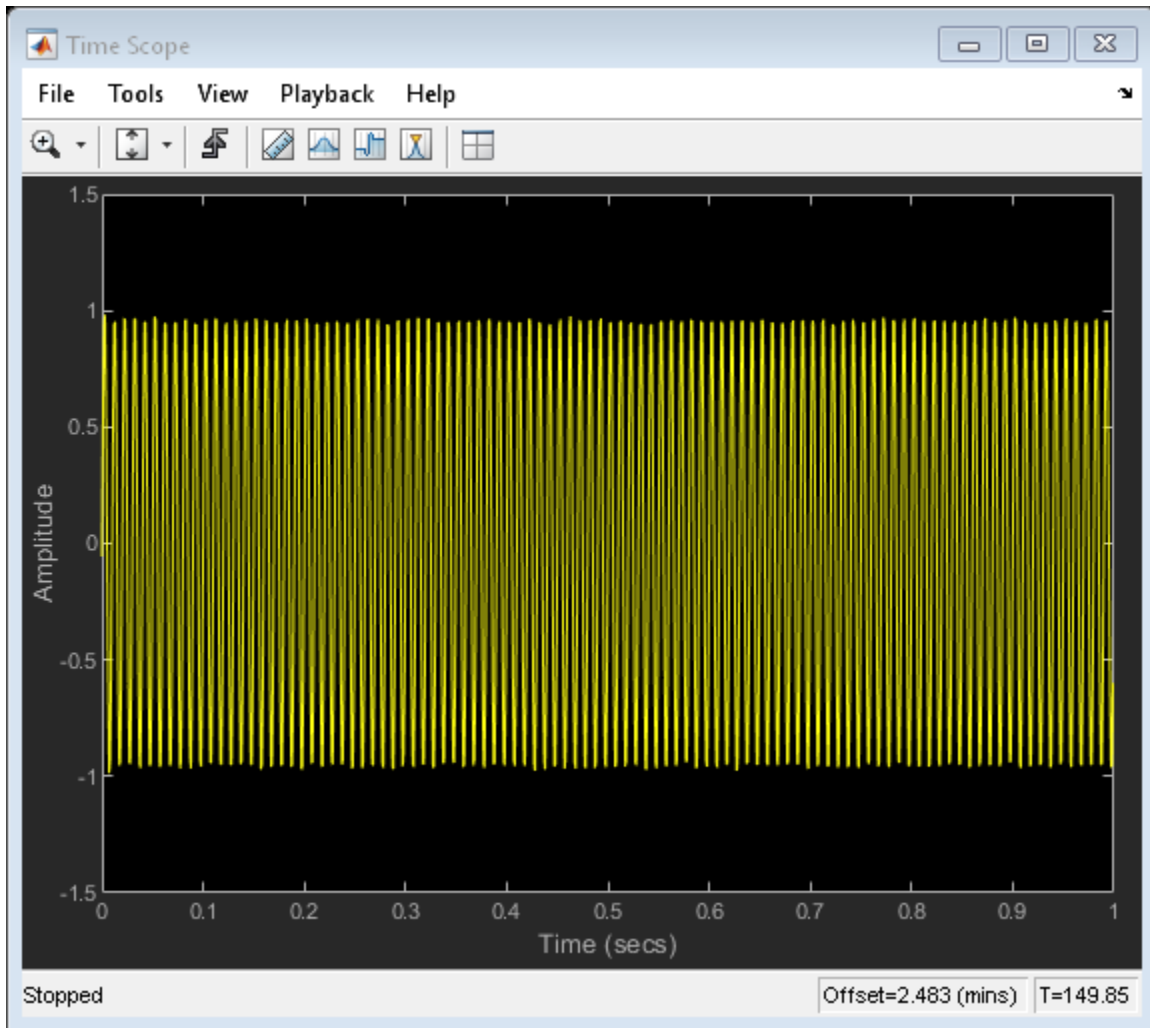 Time Scope
File Tools View Playback Help
1.5
1
0.5
0
-0.5
-1
-1.5
Amplitude
0 0.1 0.2 0.3 0.4 0.5 0.6 0.7 0.8 0.9 1
Time (secs)
Stopped Offset=2.483 (mins) T=149.85